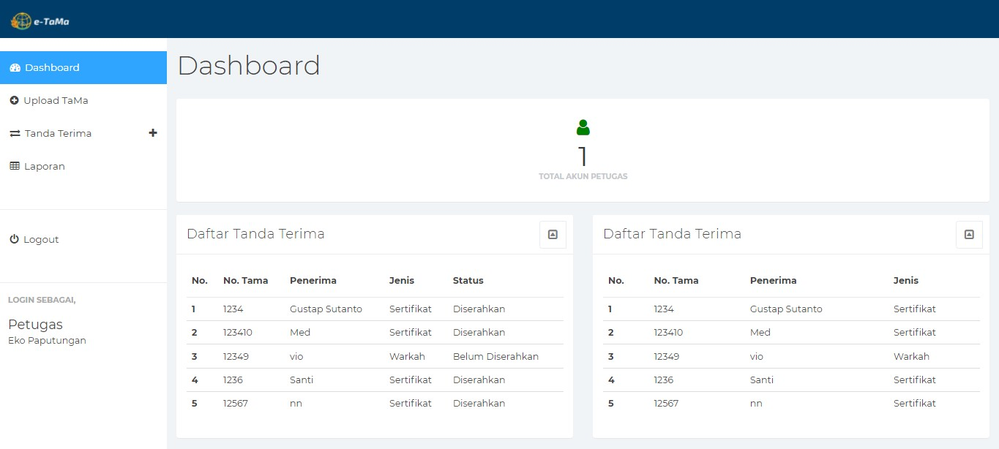 e-TaMa
Dashboard
Upload TaMa
Tanda Terima
Laporan
Logout
LOGIN SEBAGAI,
Petugas
Eko Paputungan
Dashboard
1
TOTAL AKUN PETUGAS
Daftar Tanda Terima
No. No. Tama Penerima Jenis Status
1 1234 Gustap Sutanto Sertifikat Diserahkan
2 123410 Med Sertifikat Diserahkan
3 12349 vio Warkah Belum Diserahkan
4 1236 Santi Sertifikat Diserahkan
5 12567 nn Sertifikat Diserahkan
Daftar Tanda Terima
No. No. Tama Penerima Jenis
1 1234 Gustap Sutanto Sertifikat
2 123410 Med Sertifikat
3 12349 vio Warkah
4 1236 Santi Sertifikat
5 12567 nn Sertifikat